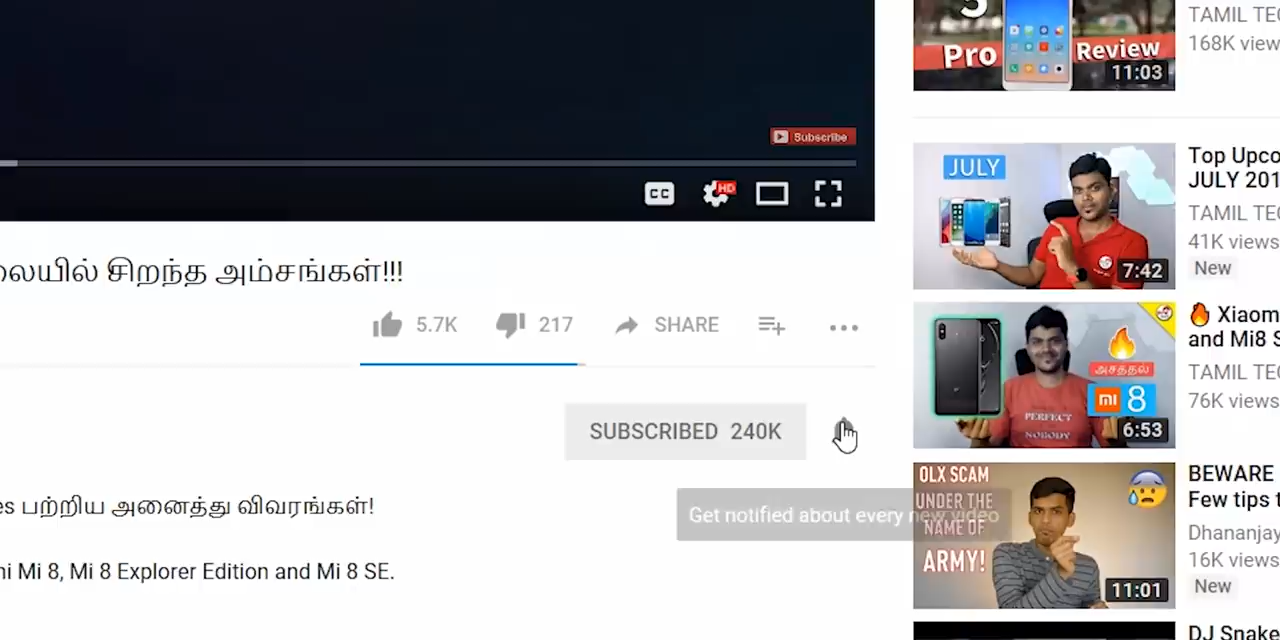 Subscribe
CC
HD
லையில் சிறந்த அம்சங்கள்!!!
5.7K
217
SHARE
SUBSCRIBED 240K
Get notified about every new video
es பற்றிய அனைத்து விவரங்கள்!
ni Mi 8, Mi 8 Explorer Edition and Mi 8 SE.
5
Pro Review
11:03
TAMIL TEC
168K view
JULY
7:42
Top Upco
JULY 201
TAMIL TEC
41K views
New
அசத்தல்
mi 8
PERFECT
NOBODY
6:53
Xiaom
and Mi8 S
TAMIL TEC
76K views
OLX SCAM
UNDER THE
NAME OF
ARMY!
11:01
BEWARE
Few tips t
Dhananjay
16K views
New
DJ Snake